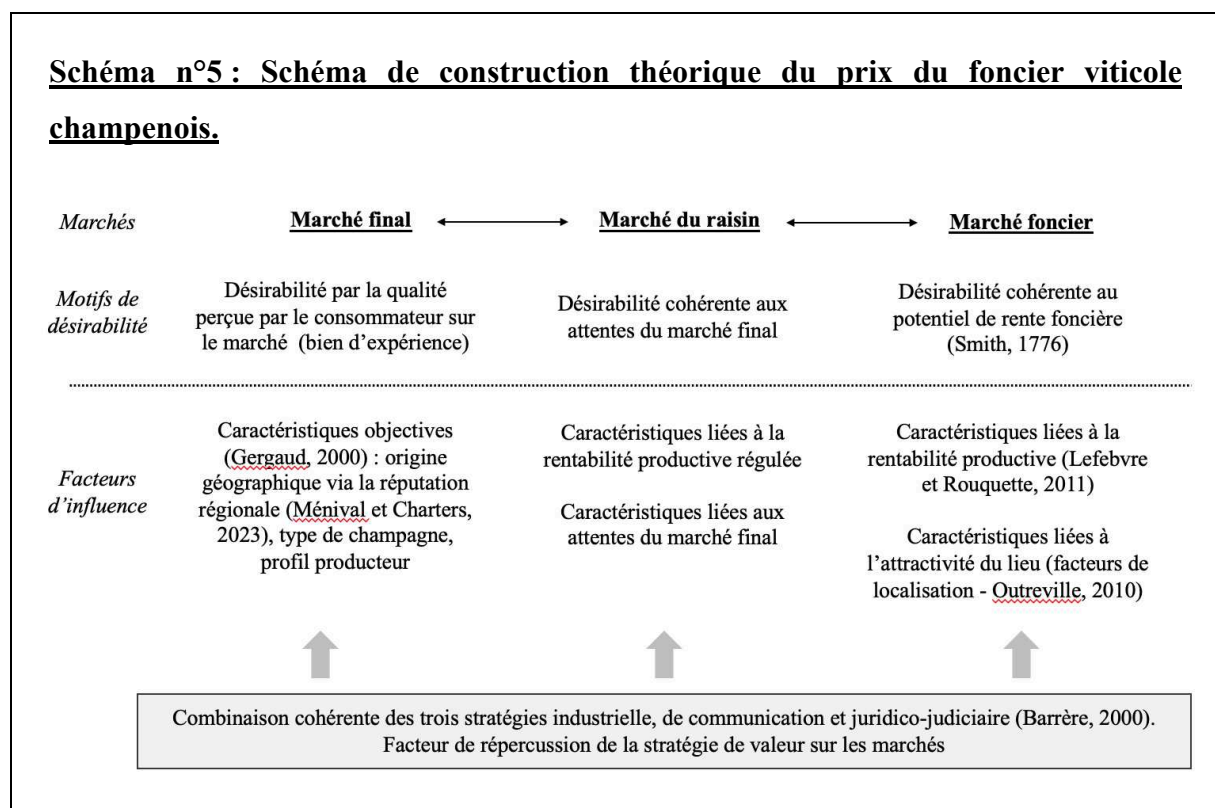 Schéma n°5 : Schéma de construction théorique du prix du foncier viticole
champenois.
Marchés
Marché final
Marché du raisin
Marché foncier
Motifs de
désirabilité
Désirabilité par la qualité
perçue par le consommateur sur
le marché (bien d'expérience)
Désirabilité cohérente aux
attentes du marché final
Désirabilité cohérente au
potentiel de rente foncière
(Smith, 1776)
Facteurs
d'influence
Caractéristiques objectives
(Gergaud, 2000) : origine
géographique via la réputation
régionale (Ménival et Charters,
2023), type de champagne,
profil producteur
Caractéristiques liées à la
rentabilité productive régulée
Caractéristiques liées aux
attentes du marché final
Caractéristiques liées à la
rentabilité productive (Lefebvre
et Rouquette, 2011)
Caractéristiques liées à
l'attractivité du lieu (facteurs de
localisation - Outreville, 2010)
Combinaison cohérente des trois stratégies industrielle, de communication et juridico-judiciaire (Barrère, 2000).
Facteur de répercussion de la stratégie de valeur sur les marchés